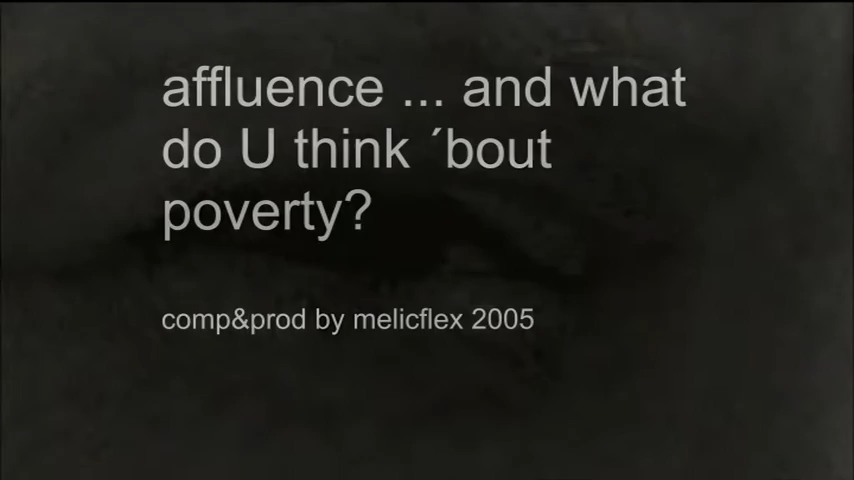 affluence ... and what
do U think ´bout
poverty?
comp&prod by melicflex 2005